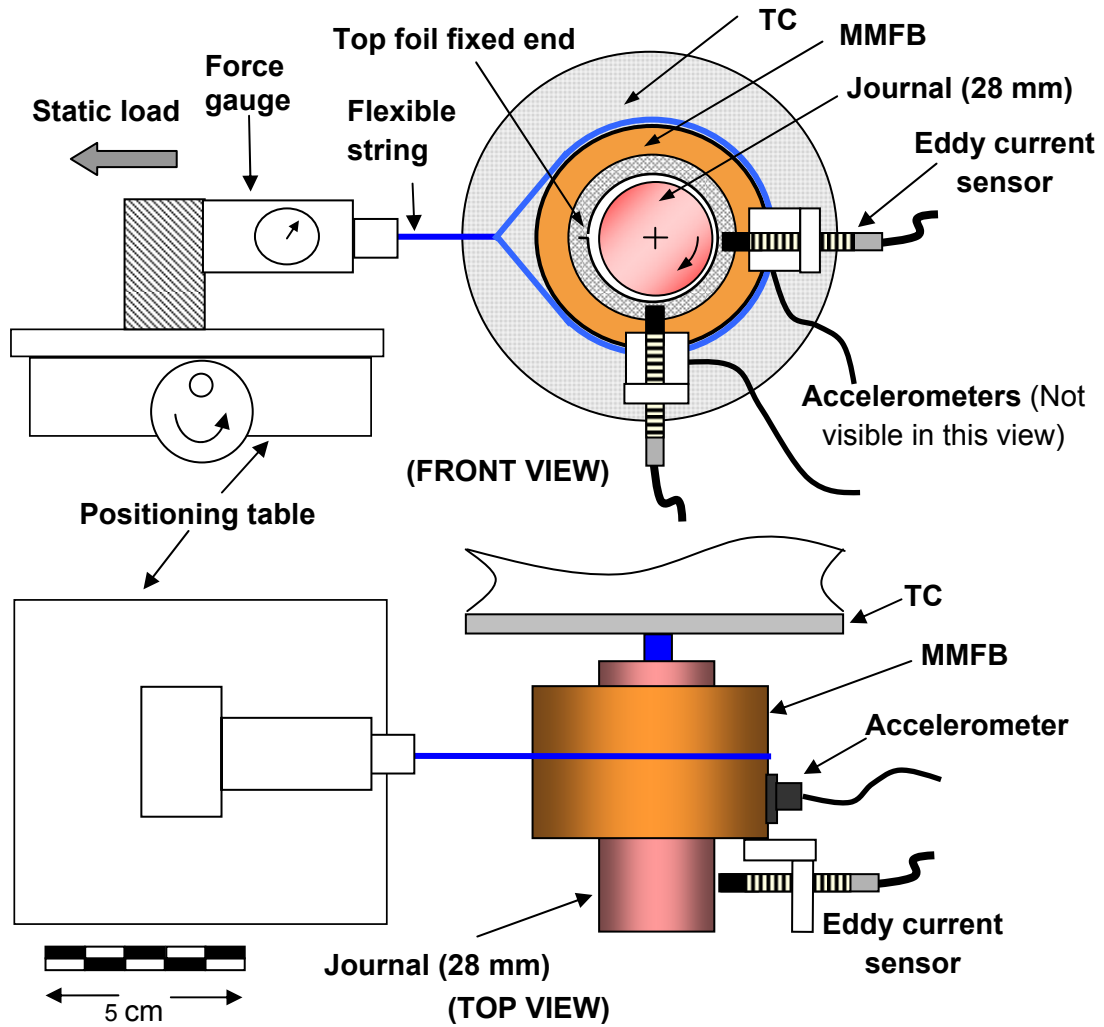 TC
MMFB
Journal (28 mm)
Top foil fixed end
Force
gauge
Static load
Flexible
string
Eddy current
sensor
Accelerometers (Not
visible in this view)
(FRONT VIEW)
Positioning table
TC
MMFB
Accelerometer
Eddy current
sensor
Journal (28 mm)
(TOP VIEW)
5 cm